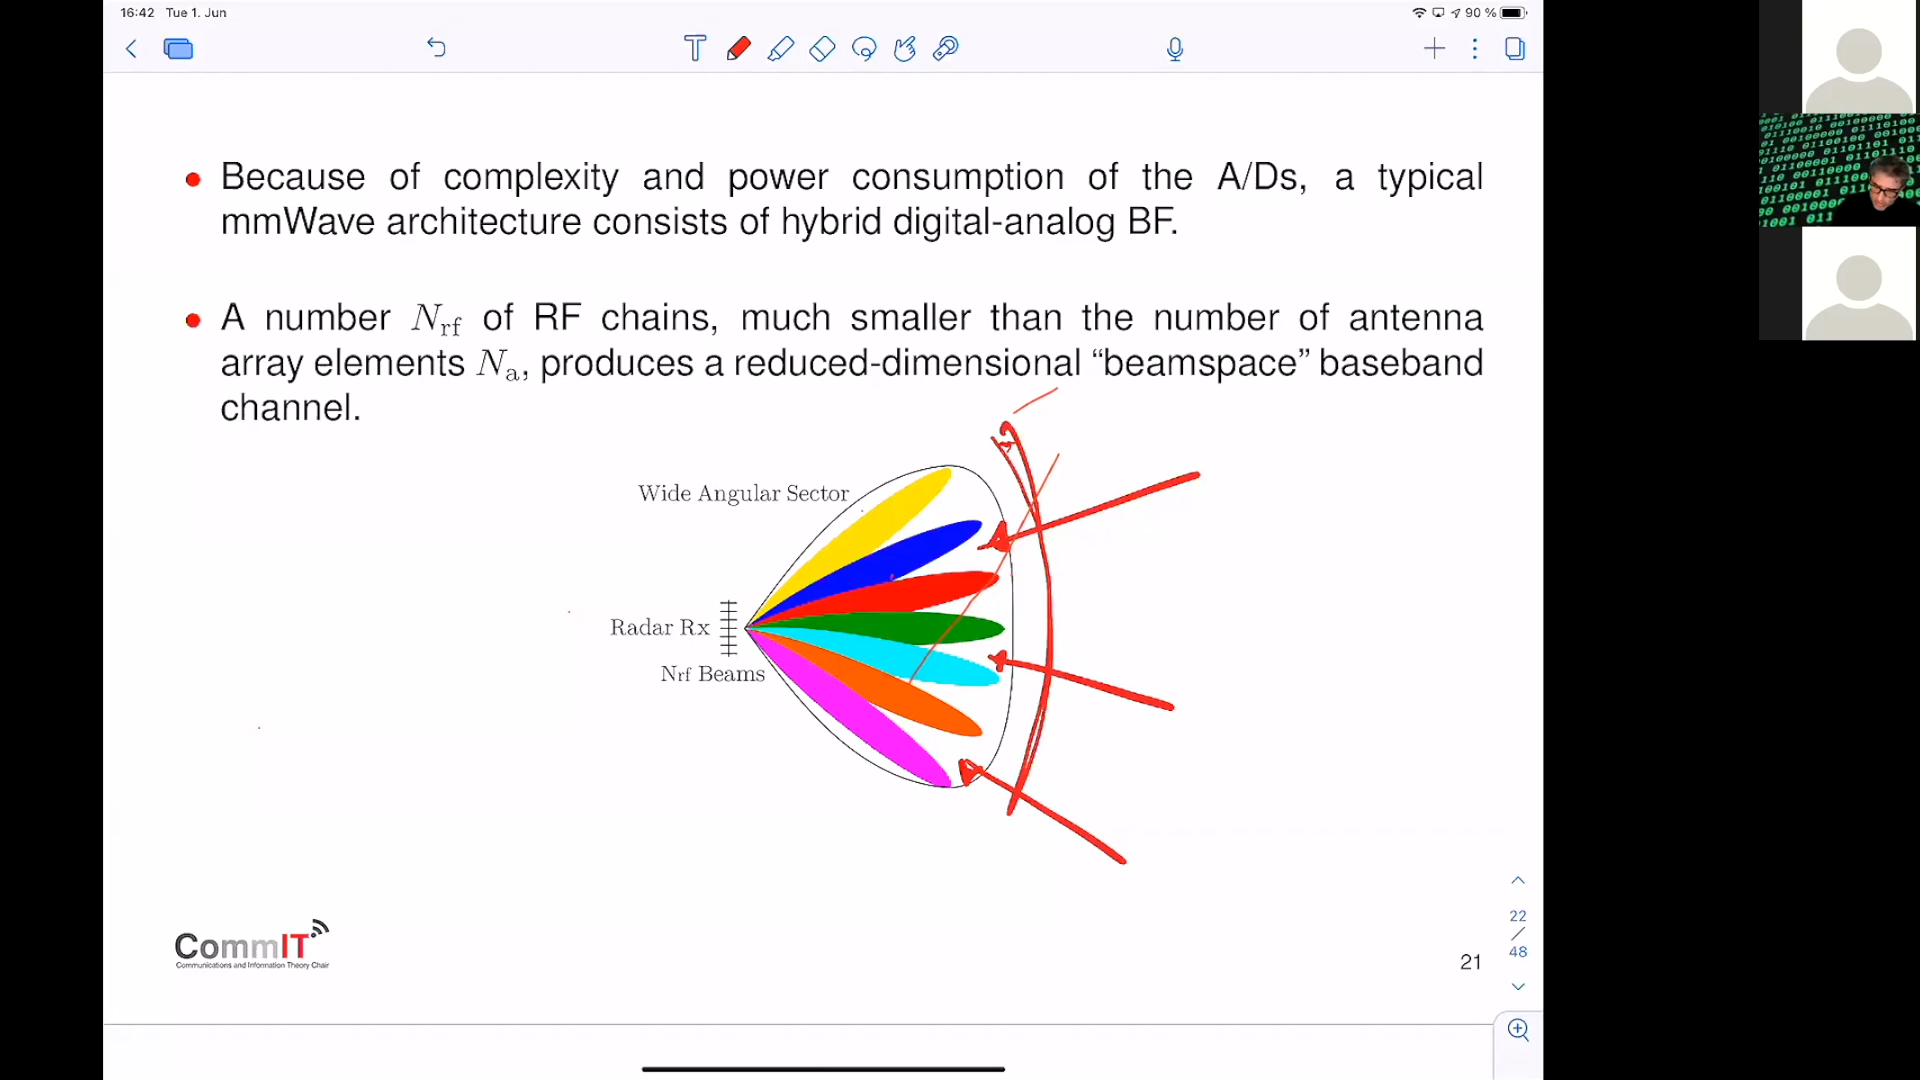 16:42 Tue 1. Jun
90 %
T
• Because of complexity and power consumption of the A/Ds, a typical
mmWave architecture consists of hybrid digital-analog BF.
• A number Nrf of RF chains, much smaller than the number of antenna
array elements Na, produces a reduced-dimensional “beamspace” baseband
channel.
Wide Angular Sector
Radar Rx
Nrf Beams
CommIT
Communications and Information Theory Chair
21
22
/
48